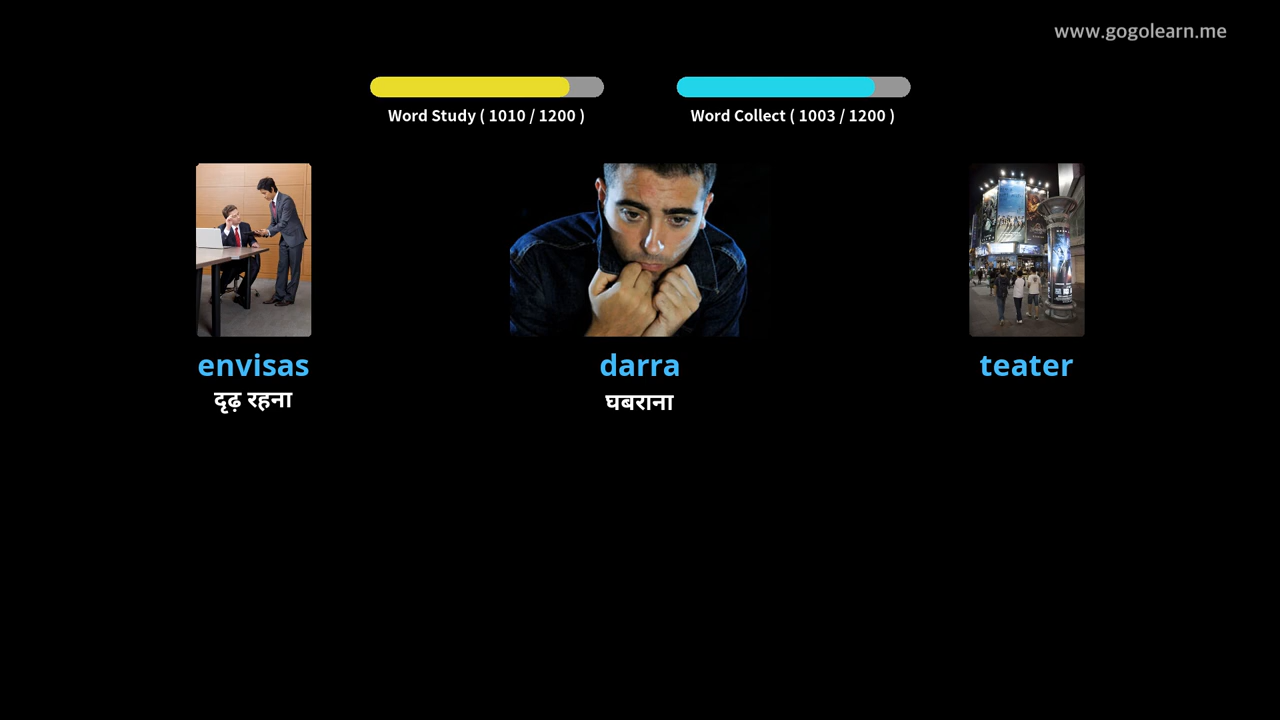 www.gogolearn.me
Word Study ( 1010 / 1200 )
Word Collect ( 1003 / 1200 )
envisas
darra
teater
दृढ़ रहना
घबराना